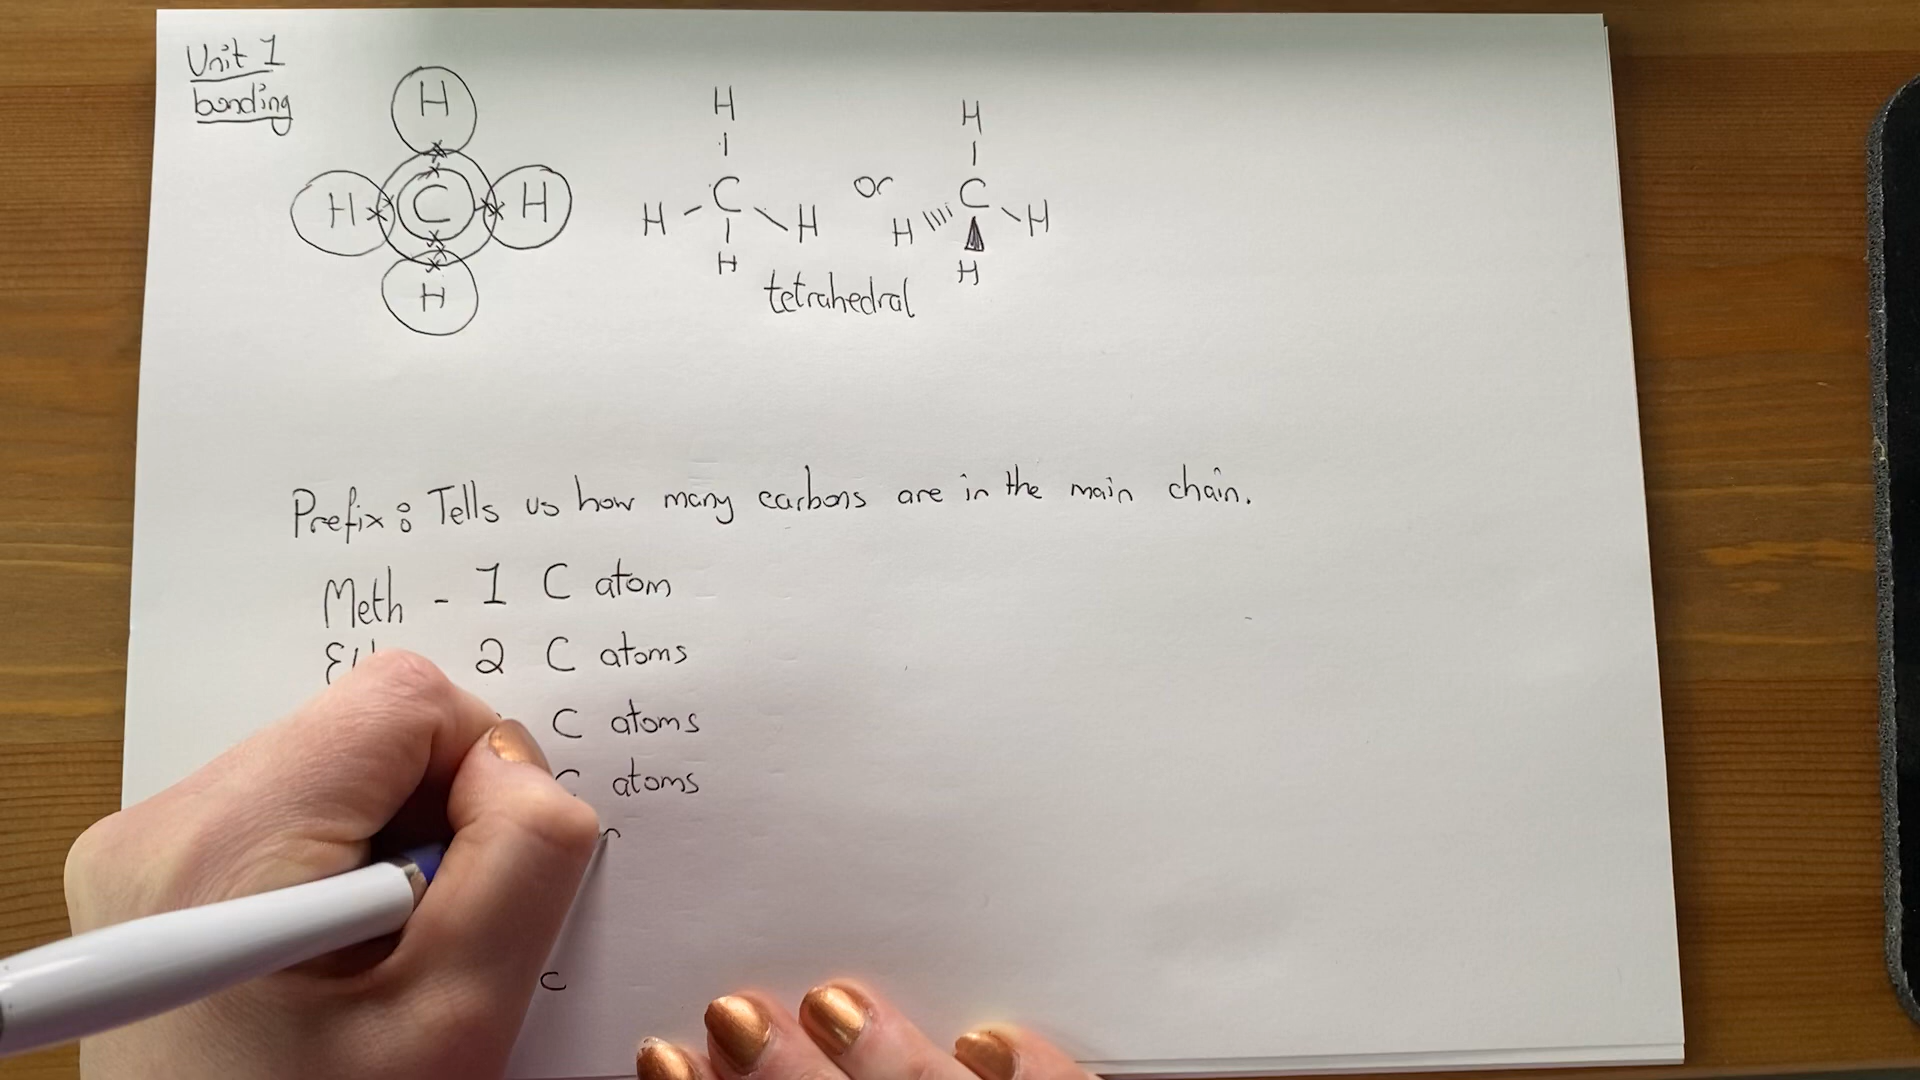 Unit 1
bonding
H
H C H
H
H
C
H H
H
or
H
C
H H
H
tetrahedral
Prefix: Tells us how many carbons are in the main chain.
Meth - 1 C atom
2 C atoms
C atoms
C atoms
C